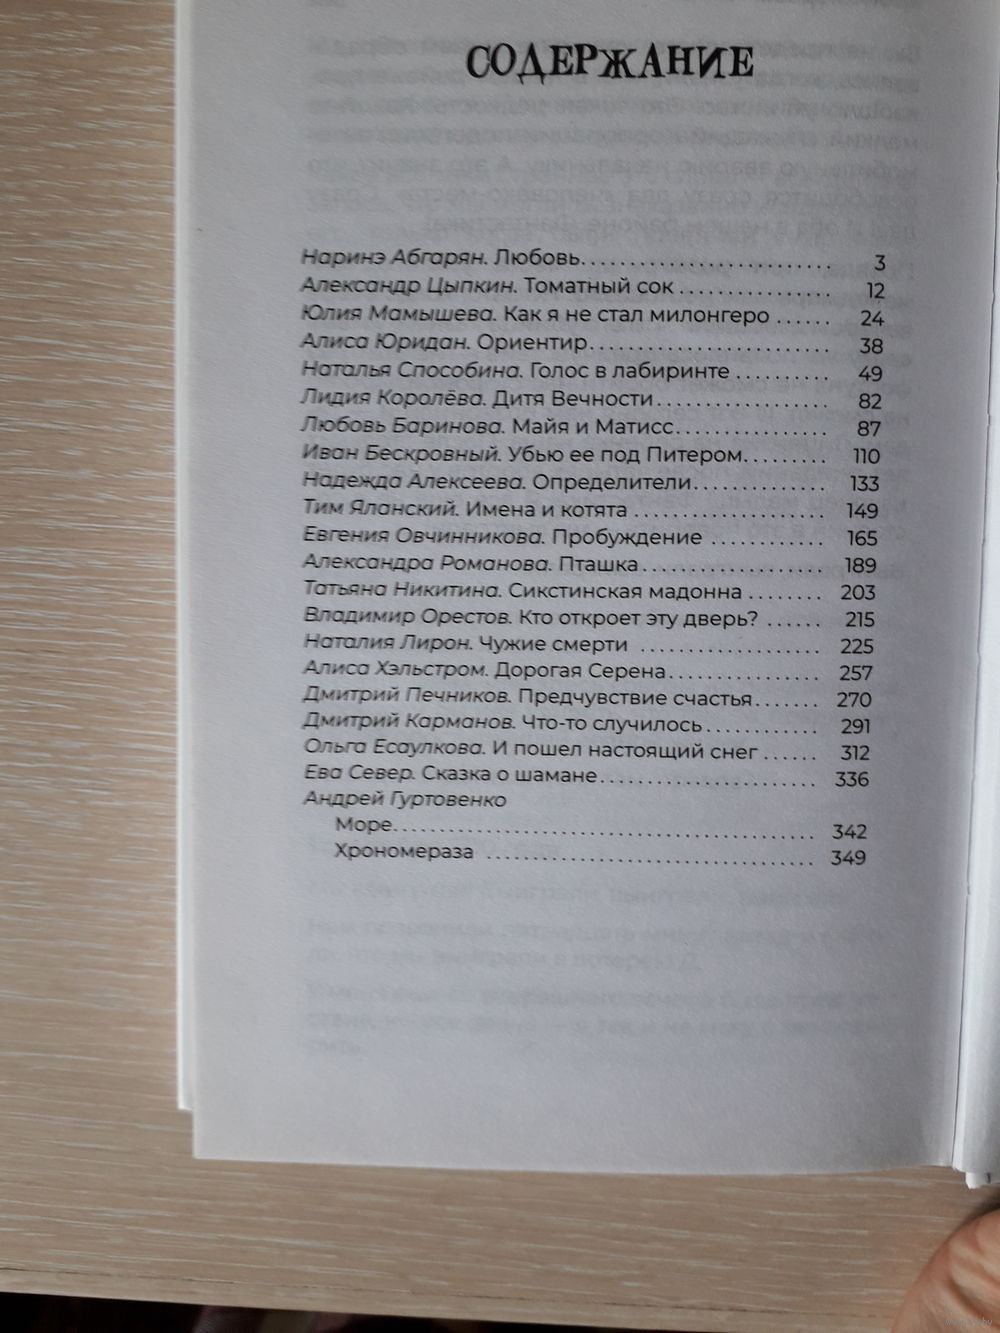 СОДЕРЖАНИЕ
Наринэ Абгарян. Любовь. . . . . . . . . . . . . . . . . . . . . . . . . 3
Александр Цыпкин. Томатный сок . . . . . . . . . . . . . . . . 12
Юлия Мамышева. Как я не стал милонгеро . . . . . . 24
Алиса Юридан. Ориентир. . . . . . . . . . . . . . . . . . . . . . . . . 38
Наталья Способина. Голос в лабиринте . . . . . . . . . . 49
Лидия Королёва. Дитя Вечности. . . . . . . . . . . . . . . . . . 82
Любовь Баринова. Майя и Матисс. . . . . . . . . . . . . . . . 87
Иван Бескровный. Убью ее под Питером. . . . . . . . . 110
Надежда Алексеева. Определители. . . . . . . . . . . . . . 133
Тим Яланский. Имена и котята . . . . . . . . . . . . . . . . . . . . 149
Евгения Овчинникова. Пробуждение . . . . . . . . . . . . 165
Александра Романова. Пташка. . . . . . . . . . . . . . . . . . . 189
Татьяна Никитина. Сикстинская мадонна . . . . . . . . 203
Владимир Орестов. Кто откроет эту дверь? . . . . . . 215
Наталия Лирон. Чужие смерти . . . . . . . . . . . . . . . . . . . 225
Алиса Хэльстром. Дорогая Серена. . . . . . . . . . . . . . . . 257
Дмитрий Печников. Предчувствие счастья. . . . . . . 270
Дмитрий Карманов. Что-то случилось . . . . . . . . . . . . 291
Ольга Есаулкова. И пошел настоящий снег . . . . . . 312
Ева Север. Сказка о шамане. . . . . . . . . . . . . . . . . . . . . . . 336
Андрей Гуртовенко
Море. . . . . . . . . . . . . . . . . . . . . . . . . . . . . . . . . . . . . . . . . . . . 342
Хрономераза . . . . . . . . . . . . . . . . . . . . . . . . . . . . . . . . . . 349